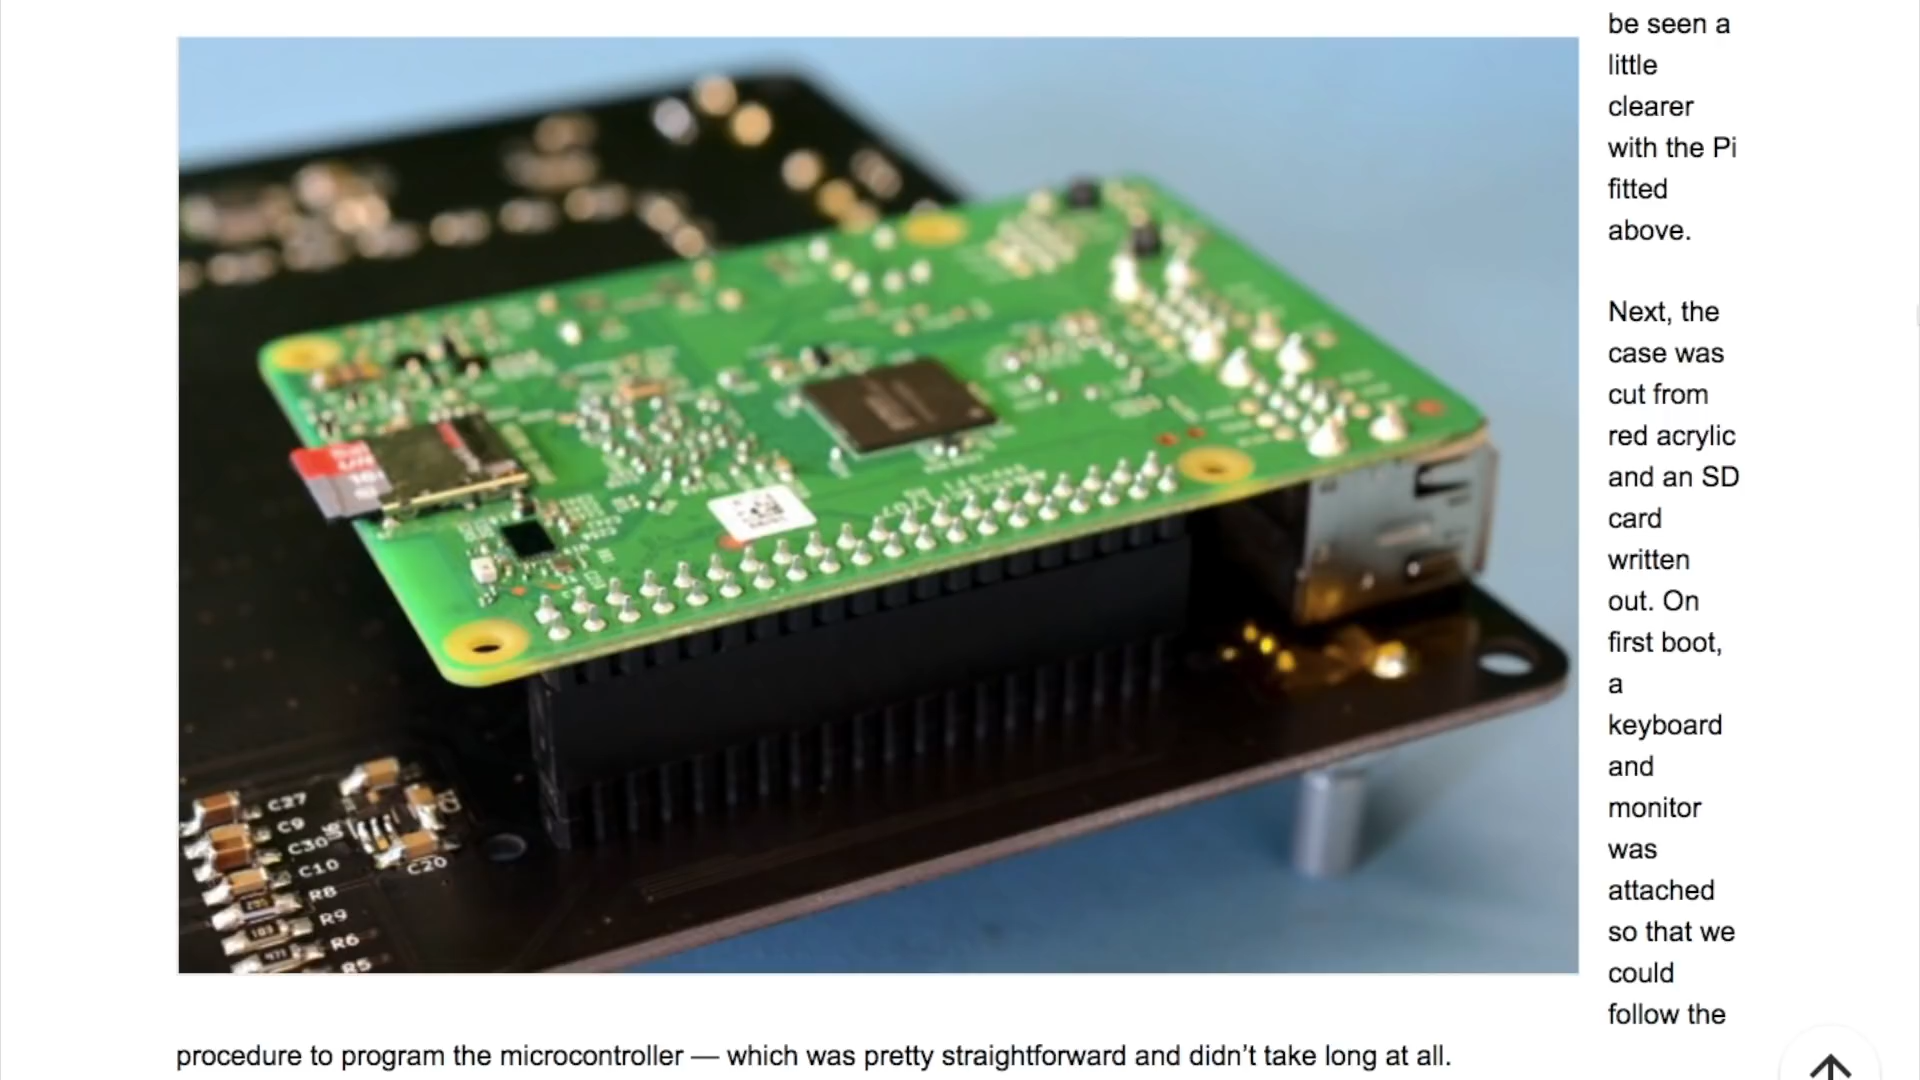 be seen a
little
clearer
with the Pi
fitted
above.
Next, the
case was
cut from
red acrylic
and an SD
card
written
out. On
first boot,
a
keyboard
and
monitor
was
attached
so that we
could
follow the
procedure to program the microcontroller — which was pretty straightforward and didn’t take long at all.
C27
C9
C30
C10
C20
R8
R9
R6
R5